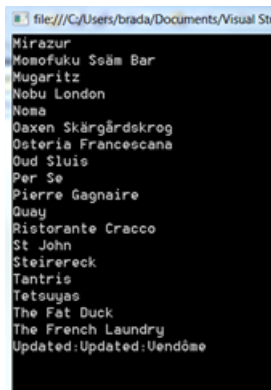 file:///C:/Users/brada/Documents/Visual St
Mirazur
Momofuku Ssäm Bar
Mugaritz
Nobu London
Noma
Oaxen Skärgårdskrog
Osteria Francescana
Oud Sluis
Per Se
Pierre Gagnaire
Quay
Ristorante Cracco
St John
Steirereck
Tantris
Tetsuyas
The Fat Duck
The French Laundry
Updated:Updated:Vendôme